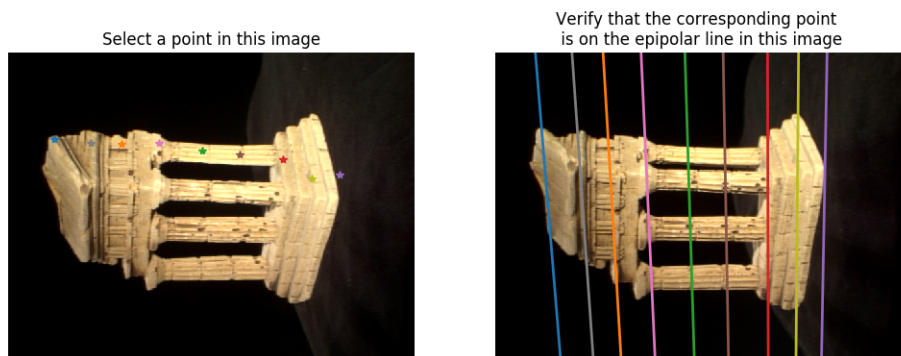 Select a point in this image
Verify that the corresponding point
is on the epipolar line in this image